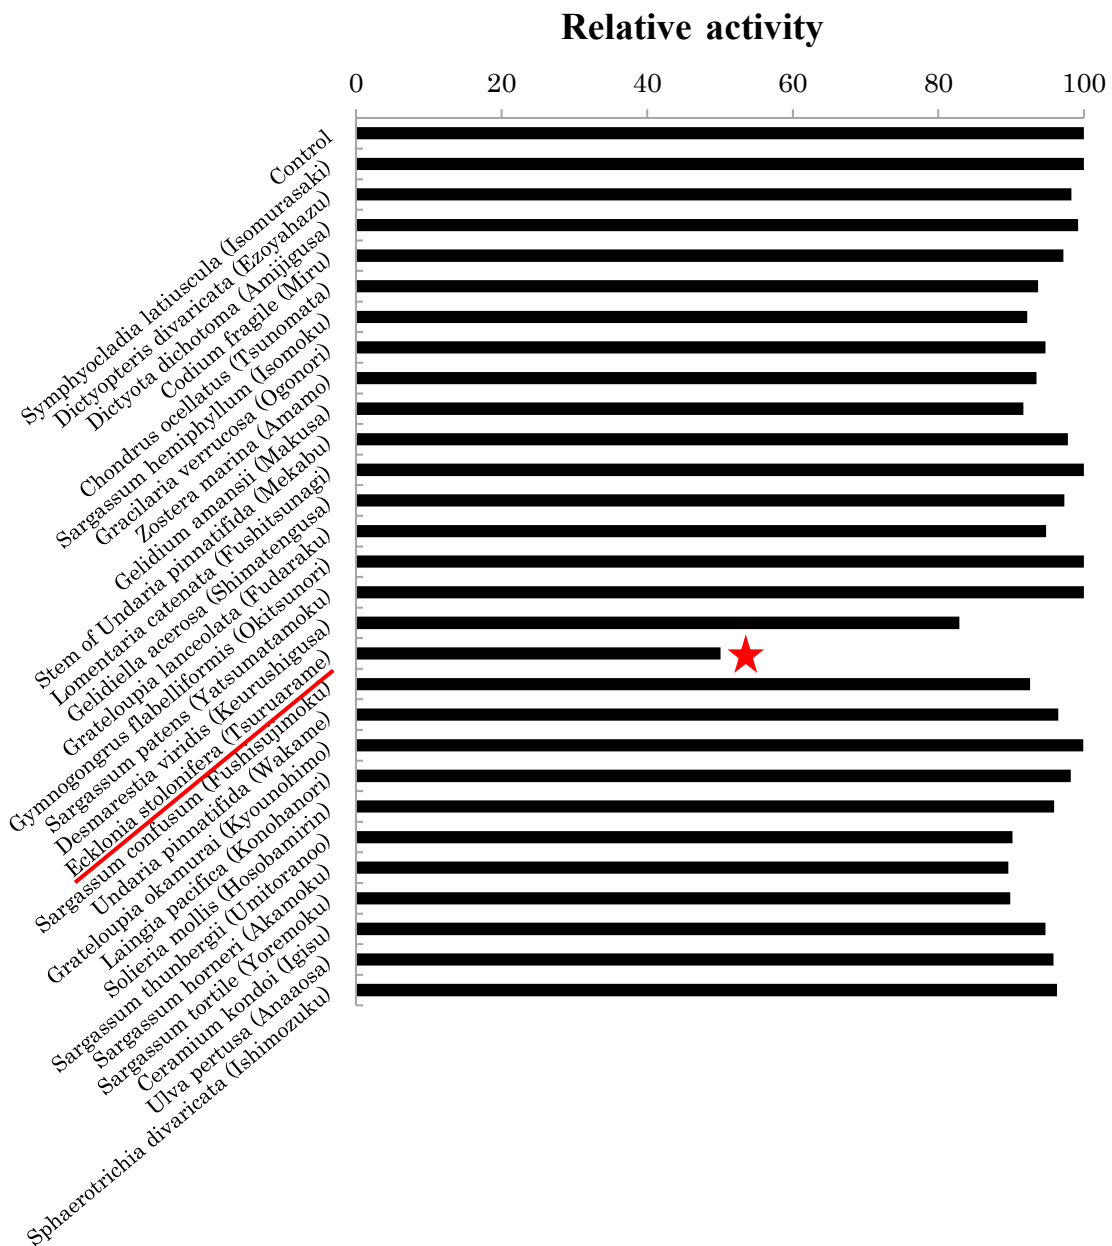 Relative activity
0 20 40 60 80 100
Control
Symphyocladia latiuscula (Isomurasaki)
Dictyopteris divaricata (Ezoyahazu)
Dictyota dichotoma (Amijigusa)
Codium fragile (Miru)
Chondrus ocellatus (Tsunomata)
Sargassum hemiphyllum (Isomoku)
Gracilaria verrucosa (Ogonori)
Zostera marina (Amamo)
Gelidium amansii (Makusa)
Stem of Undaria pinnatifida (Mekabu)
Lomentaria catenata (Fushitsunagi)
Gelidiella acerosa (Shimatengusa)
Grateloupia lanceolata (Fudaraku)
Gymnogongrus flabelliformis (Okitsunori)
Sargassum patens (Yatsumatamoku)
Desmarestia viridis (Keurushigusa)
Ecklonia stolonifera (Tsuruarame)
Sargassum confusum (Fushisujimoku)
Undaria pinnatifida (Wakame)
Grateloupia okamurai (Kyounohimo)
Laingia pacifica (Konohanori)
Solieria mollis (Hosobamirin)
Sargassum thunbergii (Umitoranoo)
Sargassum horneri (Akamoku)
Sargassum tortile (Yoremoku)
Ceramium kondoi (Igisu)
Ulva pertusa (Anaaosa)
Sphaerotrichia divaricata (Ishimozuku)